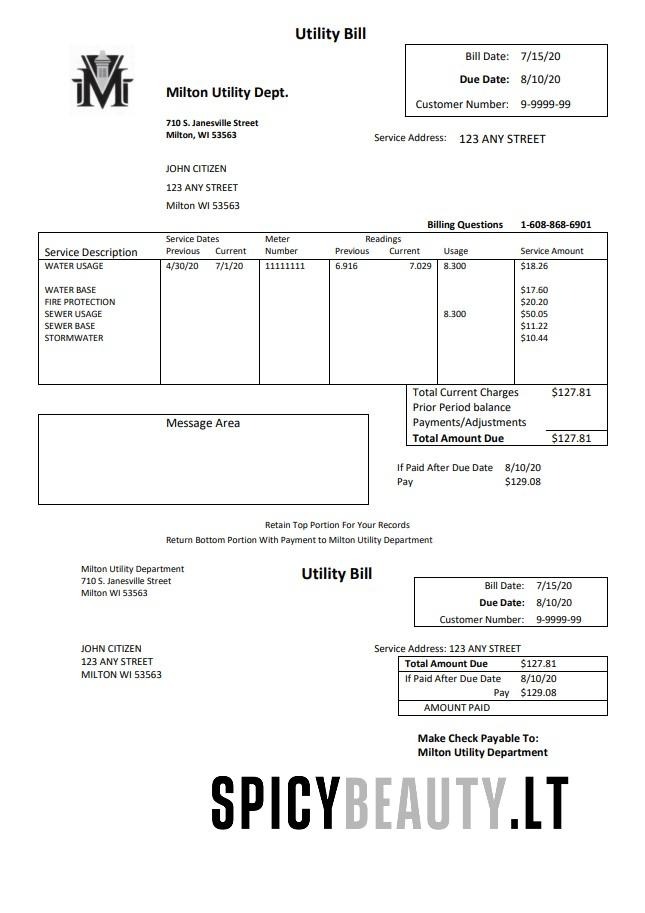 Utility Bill
Bill Date: 7/15/20
Due Date: 8/10/20
Customer Number: 9-9999-99
Milton Utility Dept.
710 S. Janesville Street
Milton, WI 53563
Service Address: 123 ANY STREET
JOHN CITIZEN
123 ANY STREET
Milton WI 53563
Billing Questions 1-608-868-6901
Service Dates Meter Readings
Service Description Previous Current Number Previous Current Usage Service Amount
WATER USAGE 4/30/20 7/1/20 11111111 6.916 7.029 8.300 $18.26
WATER BASE $17.60
FIRE PROTECTION $20.20
SEWER USAGE 8.300 $50.05
SEWER BASE $11.22
STORMWATER $10.44
Total Current Charges $127.81
Prior Period balance
Payments/Adjustments
Total Amount Due $127.81
Message Area
If Paid After Due Date 8/10/20
Pay $129.08
Retain Top Portion For Your Records
Return Bottom Portion With Payment to Milton Utility Department
Milton Utility Department
710 S. Janesville Street
Milton WI 53563
Utility Bill
Bill Date: 7/15/20
Due Date: 8/10/20
Customer Number: 9-9999-99
JOHN CITIZEN
123 ANY STREET
MILTON WI 53563
Service Address: 123 ANY STREET
Total Amount Due $127.81
If Paid After Due Date 8/10/20
Pay $129.08
AMOUNT PAID
Make Check Payable To:
Milton Utility Department
SPICYBEAUTY.LT